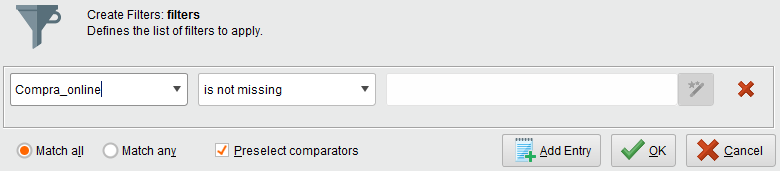 Create Filters: filters
Defines the list of filters to apply.
Compra_online is not missing
Match all Match any Preselect comparators Add Entry OK Cancel